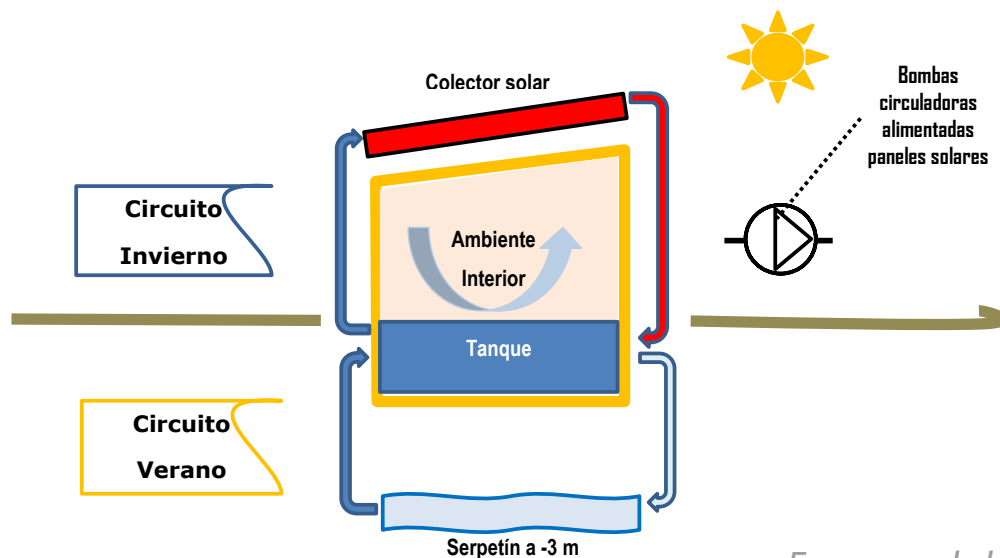 Colector solar
Bombas
circuladoras
alimentadas
paneles solares
Circuito
Invierno
Ambiente
Interior
Tanque
Circuito
Verano
Serpetín a -3 m